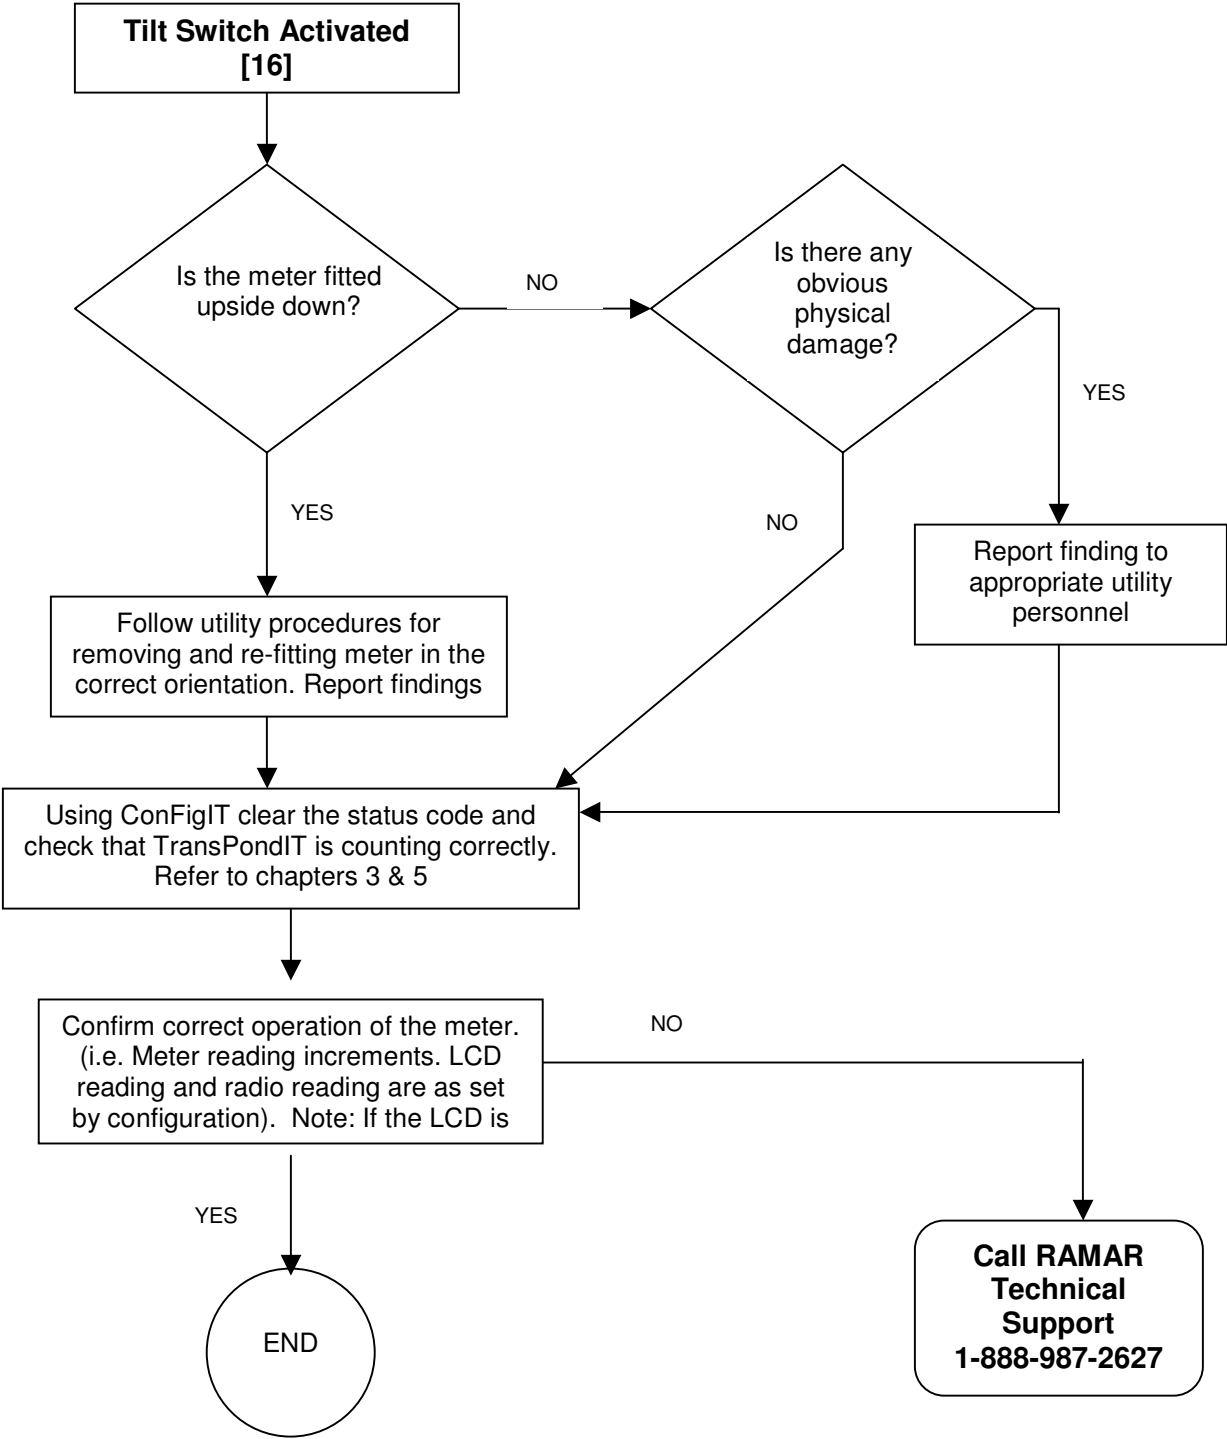 Tilt Switch Activated
[16]
Is the meter fitted
upside down?
NO
Is there any
obvious
physical
damage?
YES
YES
NO
Report finding to
appropriate utility
personnel
Follow utility procedures for
removing and re-fitting meter in the
correct orientation. Report findings
Using ConFigIT clear the status code and
check that TransPondIT is counting correctly.
Refer to chapters 3 & 5
Confirm correct operation of the meter.
(i.e. Meter reading increments. LCD
reading and radio reading are as set
by configuration).  Note: If the LCD is
NO
YES
END
Call RAMAR
Technical
Support
1-888-987-2627